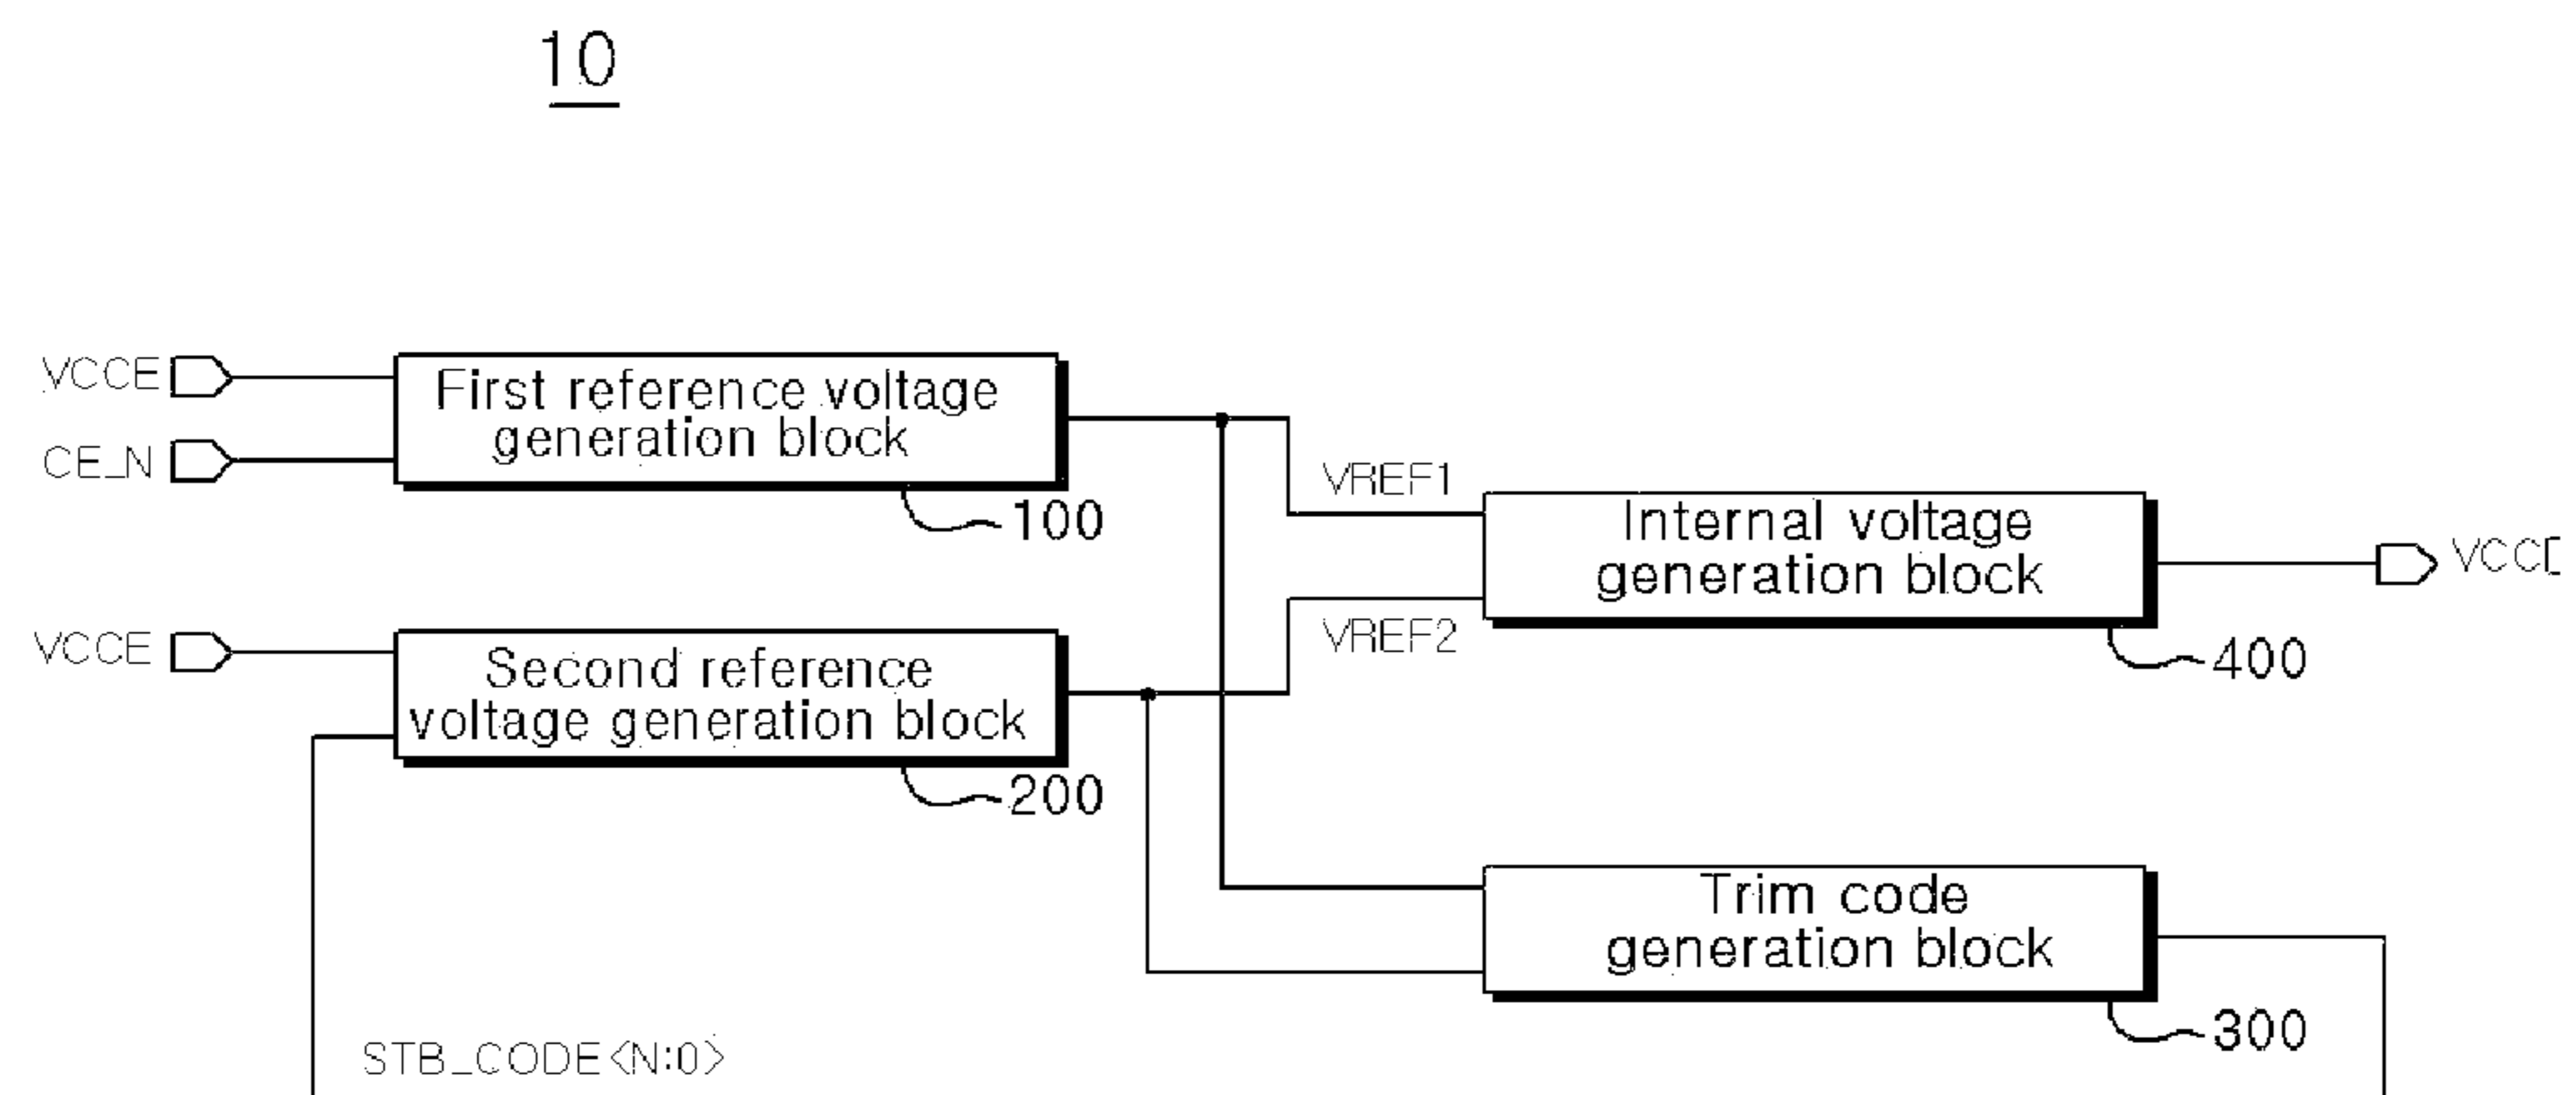 10
VCCE
First reference voltage
generation block
CE_N
100
VREF1
Internal voltage
generation block
VREF2
400
VCCE
Second reference
voltage generation block
200
Trim code
generation block
300
STB_CODE<N:0>